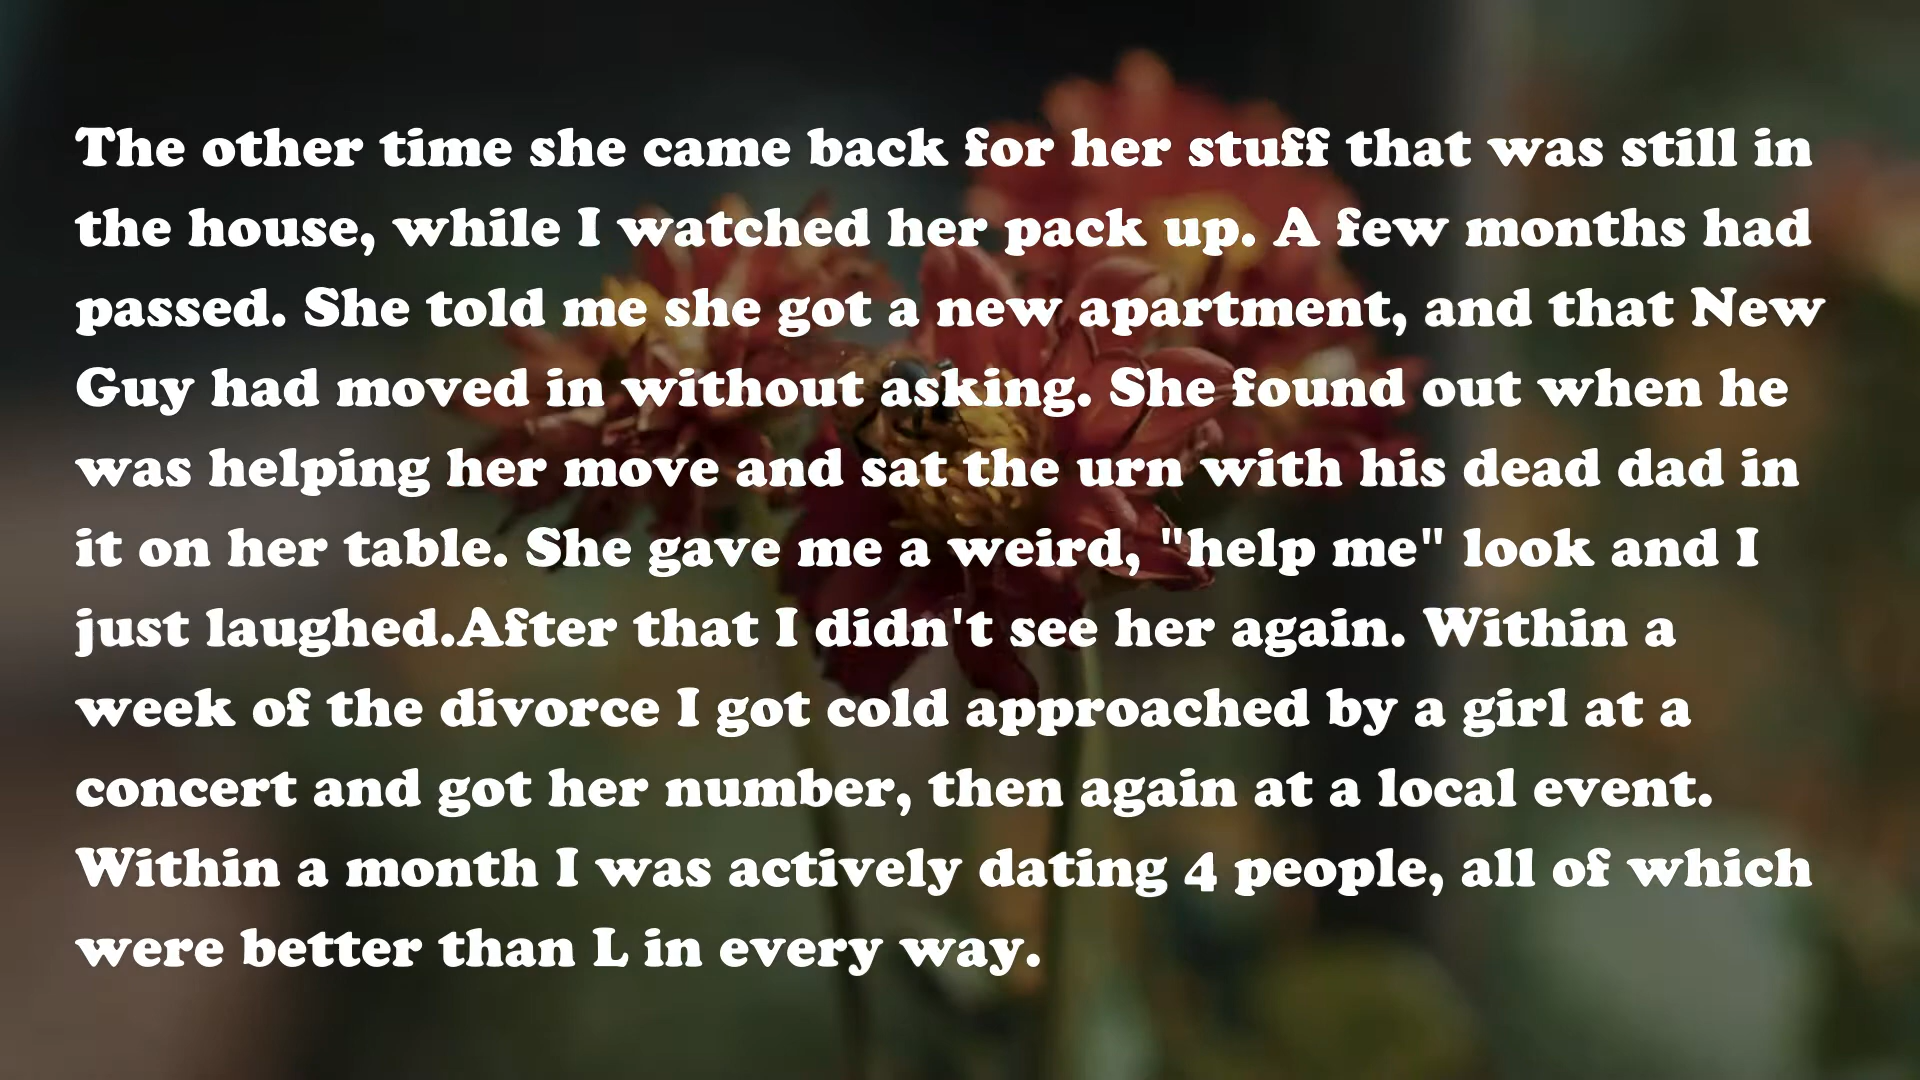 The other time she came back for her stuff that was still in
the house, while I watched her pack up. A few months had
passed. She told me she got a new apartment, and that New
Guy had moved in without asking. She found out when he
was helping her move and sat the urn with his dead dad in
it on her table. She gave me a weird, "help me" look and I
just laughed.After that I didn't see her again. Within a
week of the divorce I got cold approached by a girl at a
concert and got her number, then again at a local event.
Within a month I was actively dating 4 people, all of which
were better than L in every way.